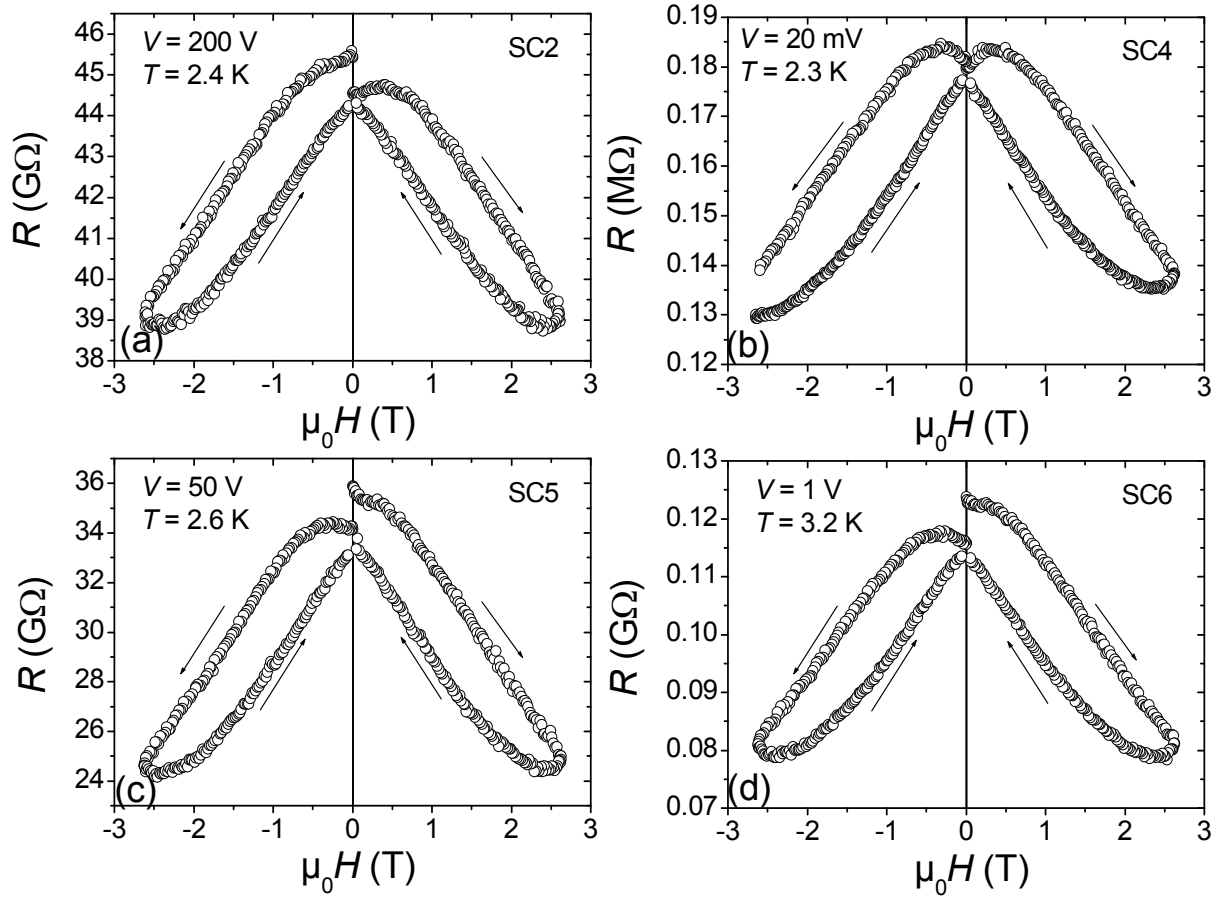 V = 200 V
T = 2.4 K
SC2
R (GΩ)
46
45
44
43
42
41
40
39
38
(a)
-3 -2 -1 0 1 2 3
μ0H (T)
V = 20 mV
T = 2.3 K
SC4
R (MΩ)
0.19
0.18
0.17
0.16
0.15
0.14
0.13
0.12
(b)
-3 -2 -1 0 1 2 3
μ0H (T)
V = 50 V
T = 2.6 K
SC5
R (GΩ)
36
34
32
30
28
26
24
(c)
-3 -2 -1 0 1 2 3
μ0H (T)
V = 1 V
T = 3.2 K
SC6
R (GΩ)
0.13
0.12
0.11
0.10
0.09
0.08
0.07
(d)
-3 -2 -1 0 1 2 3
μ0H (T)